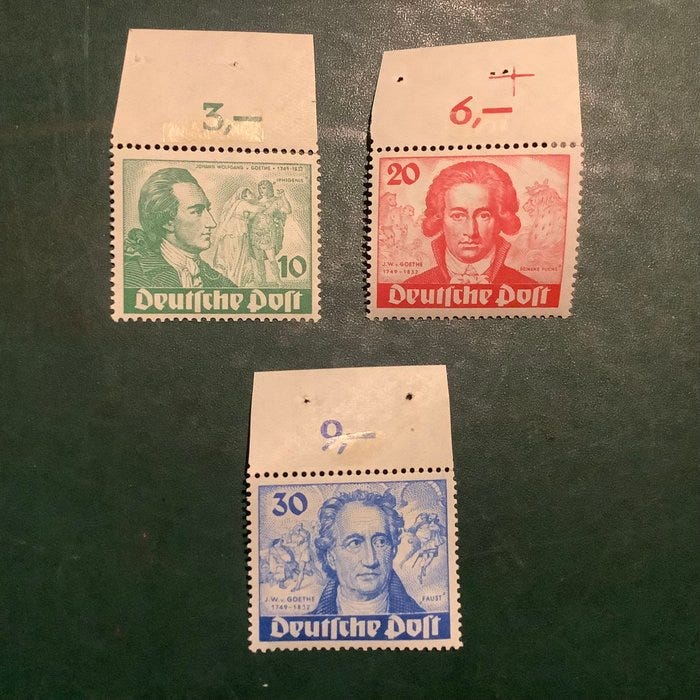 3,—
JOHANN WOLFGANG v. GOETHE • 1749-1832
IPHIGENIE
10
Deutsche Post
6,—
20
J.W.v. GOETHE
1749-1832
REINEKE FUCHS
Deutsche Post
9,—
30
J.W.v. GOETHE
1749-1832
FAUST
Deutsche Post